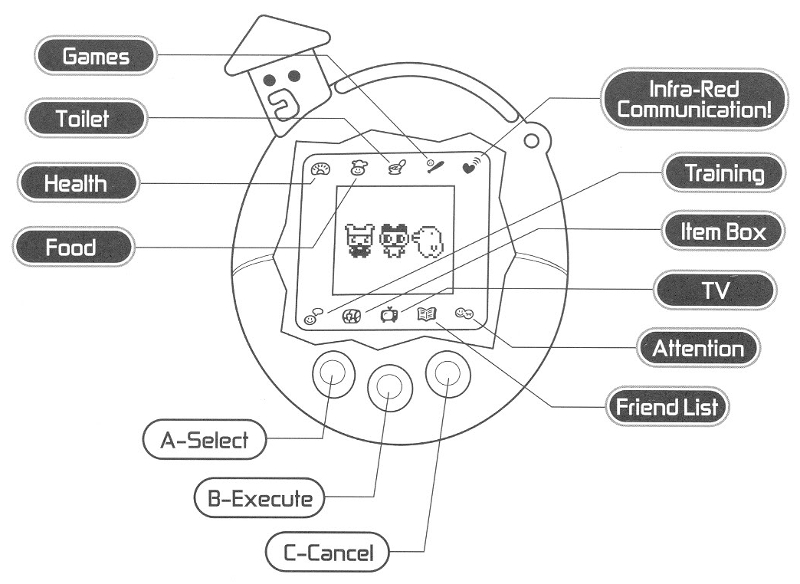 Games
Toilet
Health
Food
Infra-Red
Communication!
Training
Item Box
TV
Attention
Friend List
A-Select
B-Execute
C-Cancel